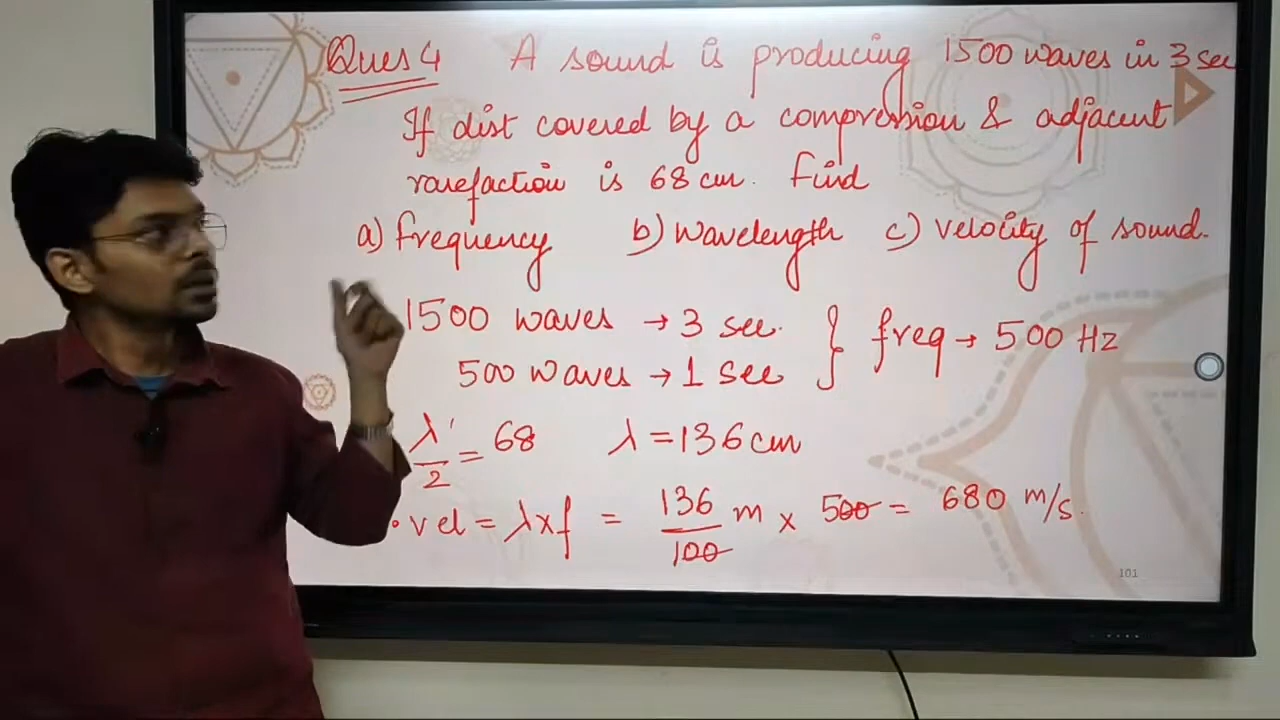 Ques 4 A sound is producing 1500 waves in 3 sec
If dist covered by a compression & adjacent
rarefaction is 68 cm. Find
a) frequency b) wavelength c) velocity of sound.
1500 waves → 3 sec. } freq → 500 Hz
500 waves → 1 sec
λ/2 = 68 λ = 136 cm
• vel = λxf = 136/100 m x 500 = 680 m/s.
101